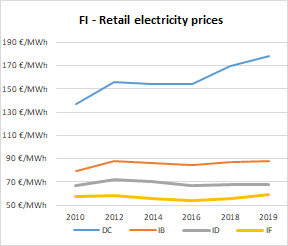 FI - Retail electricity prices
190 €/MWh
170 €/MWh
150 €/MWh
130 €/MWh
110 €/MWh
90 €/MWh
70 €/MWh
50 €/MWh
2010 2012 2014 2016 2018 2019
DC IB ID IF